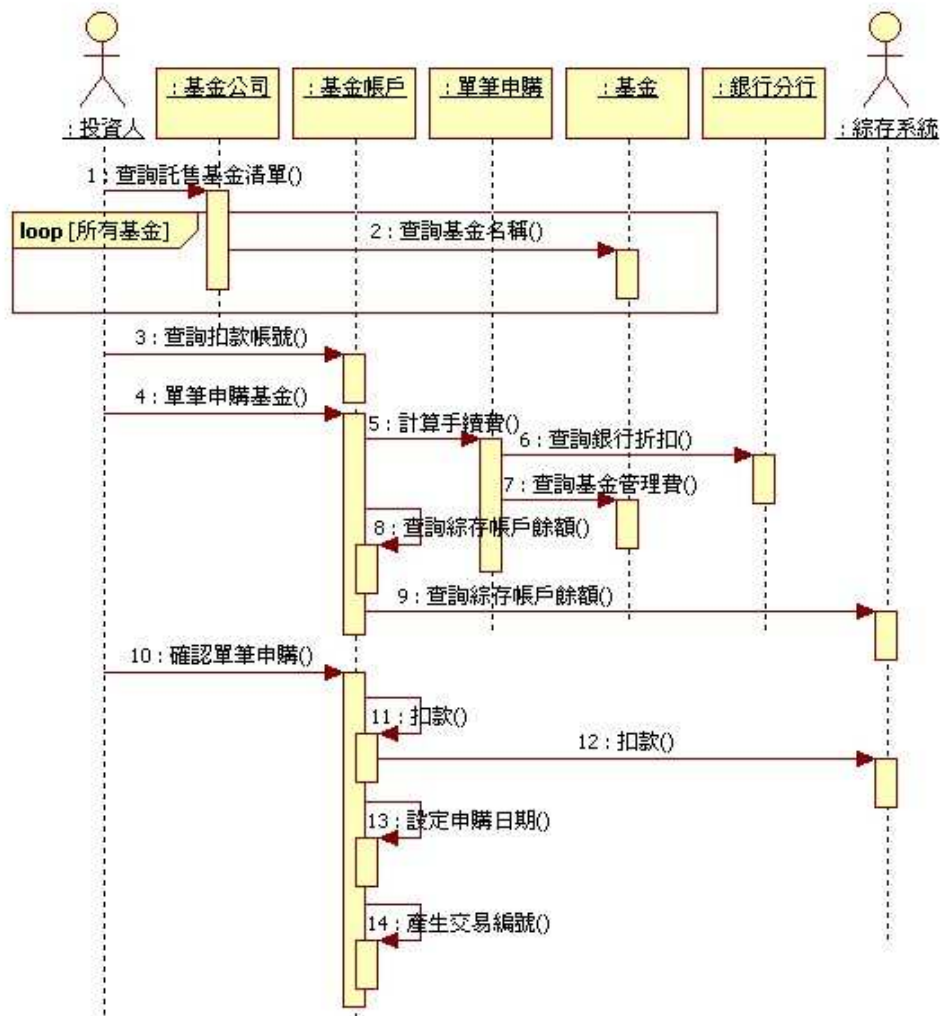 : 基金公司
: 基金帳戶
: 單筆申購
: 基金
: 銀行分行
: 投資人
: 綜存系統
1 : 查詢託售基金清單()
loop [所有基金]
2 : 查詢基金名稱()
3 : 查詢扣款帳號()
4 : 單筆申購基金()
5 : 計算手續費()
6 : 查詢銀行折扣()
7 : 查詢基金管理費()
8 : 查詢綜存帳戶餘額()
9 : 查詢綜存帳戶餘額()
10 : 確認單筆申購()
11 : 扣款()
12 : 扣款()
13 : 設定申購日期()
14 : 產生交易編號()